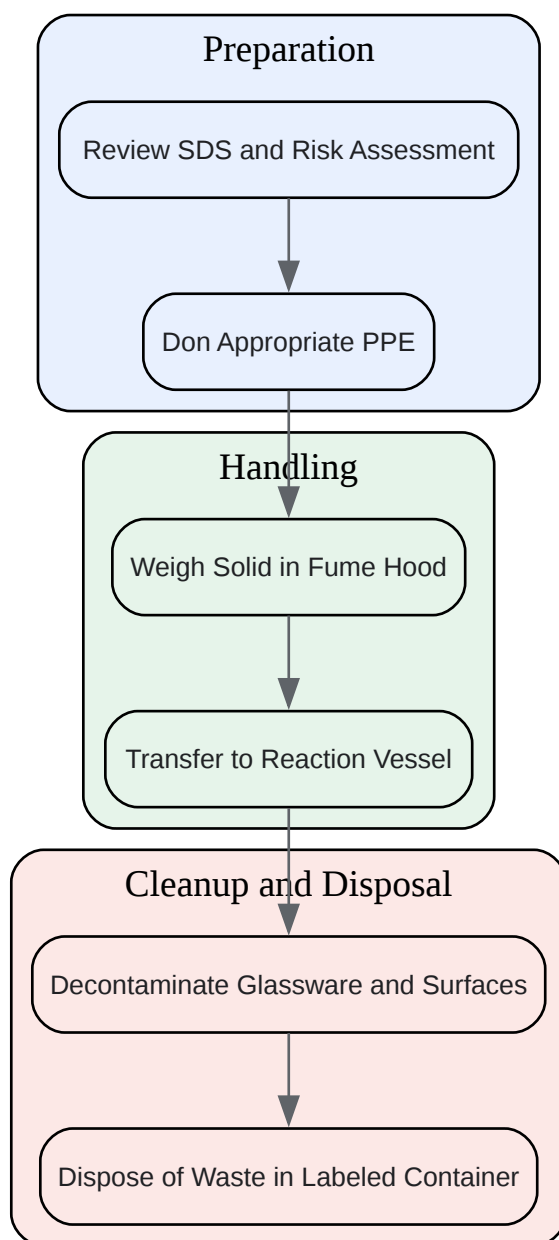 Preparation
Review SDS and Risk Assessment
Don Appropriate PPE
Handling
Weigh Solid in Fume Hood
Transfer to Reaction Vessel
Cleanup and Disposal
Decontaminate Glassware and Surfaces
Dispose of Waste in Labeled Container